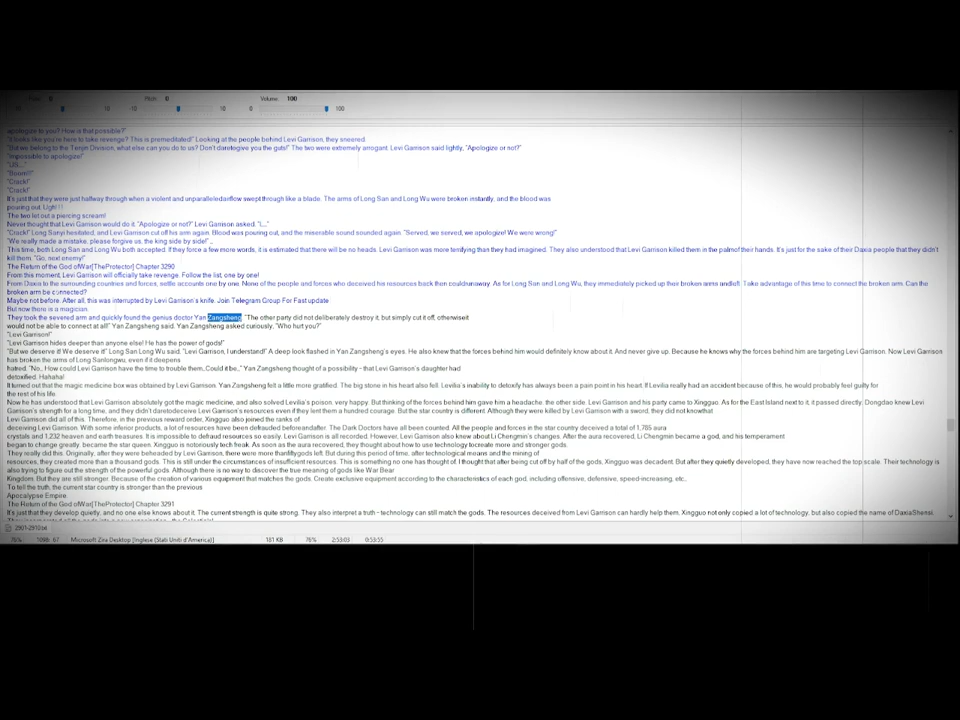 Pitch: 0
Volume: 100
10 -10 10 0 100
apologize to you? How is that possible?"
"It looks like you're here to take revenge? This is premeditated!" Looking at the people behind Levi Garrison, they sneered.
"But we belong to the Tianjin Division, what else can you do to us? Don't daretogive you the guts!" The two were extremely arrogant. Levi Garrison said lightly, "Apologize or not?"
"Impossible to apologize!"
"Boom!!"
"Crack!"
"Crack!"
It's just that they were just halfway through when a violent and unparalleledairflow swept through like a blade. The arms of Long San and Long Wu were broken instantly, and the blood was
pouring out. Ugh!!!
The two let out a piercing scream!
Never thought that Levi Garrison would do it. "Apologize or not?" Levi Garrison asked. "I..."
"Crack!" Long Sanyi hesitated, and Levi Garrison cut off his arm again. Blood was pouring out, and the miserable sound sounded again. "Served, we served, we apologize! We were wrong!"
"We really made a mistake, please forgive us, the king side by side!"...
This time, both Long San and Long Wu both accepted. If they force a few more words, it is estimated that there will be no heads. Levi Garrison was more terrifying than they had imagined. They also understood that Levi Garrison killed them in the palmof their hands. It's just for the sake of their Daxia people that they didn't
kill them. "Go, next enemy!"
The Return of the God ofWar[TheProtector] Chapter 3290
From this moment, Levi Garrison will officially take revenge. Follow the list, one by one!
From Daxia to the surrounding countries and forces, settle accounts one by one. None of the people and forces who deceived his resources back then couldrunaway. As for Long San and Long Wu, they immediately picked up their broken arms andleft. Take advantage of this time to connect the broken arm. Can the
broken arm be connected?
Maybe not before. After all, this was interrupted by Levi Garrison's knife. Join Telegram Group For Fast update
But now there is a magician
They took the severed arm and quickly found the genius doctor Yan Zangsheng. "The other party did not deliberately destroy it, but simply cut it off, otherwiseit
would not be able to connect at all!" Yan Zangsheng said. Yan Zangsheng asked curiously, "Who hurt you?"
"Levi Garrison!"
"Levi Garrison hides deeper than anyone else! He has the power of gods!"
"But we deserve it! We deserve it!" Long San Long Wu said. "Levi Garrison, I understand!" A deep look flashed in Yan Zangsheng's eyes. He also knew that the forces behind him would definitely know about it. And never give up. Because he knows why the forces behind him are targeting Levi Garrison. Now Levi Garrison
has broken the arms of Long Sanlongwu, even if it deepens
hatred. "No... How could Levi Garrison have the time to trouble them...Could it be..." Yan Zangsheng thought of a possibility - that Levi Garrison's daughter had
detoxified. Hahaha!
It turned out that the magic medicine box was obtained by Levi Garrison. Yan Zangsheng felt a little more gratified. The big stone in his heart also fell. Levilia's inability to detoxify has always been a pain point in his heart. If Levilia really had an accident because of this, he would probably feel guilty for
the rest of his life.
Now he has understood that Levi Garrison absolutely got the magic medicine, and also solved Levilia's poison. very happy. But thinking of the forces behind him gave him a headache. the other side. Levi Garrison and his party came to Xingguo. As for the East Island next to it, it passed directly. Dongdao knew Levi
Garrison's strength for a long time, and they didn't daretodeceive Levi Garrison's resources even if they lent them a hundred courage. But the star country is different. Although they were killed by Levi Garrison with a sword, they did not knowthat
Levi Garrison did all of this. Therefore, in the previous reward order, Xingguo also joined the ranks of
deceiving Levi Garrison. With some inferior products, a lot of resources have been defrauded beforeandafter. The Dark Doctors have all been counted. All the people and forces in the star country deceived a total of 1,785 aura
crystals and 1,232 heaven and earth treasures. It is impossible to defraud resources so easily. Levi Garrison is all recorded. However, Levi Garrison also knew about Li Chengmin's changes. After the aura recovered, Li Chengmin became a god, and his temperament
began to change greatly. became the star queen. Xingguo is notoriously tech freak. As soon as the aura recovered, they thought about how to use technology tocreate more and stronger gods.
They really did this. Originally, after they were beheaded by Levi Garrison, there were more thanfiftygods left. But during this period of time, after technological means and the mining of
resources, they created more than a thousand gods. This is still under the circumstances of insufficient resources. This is something no one has thought of. I thought that after being cut off by half of the gods, Xingguo was decadent. But after they quietly developed, they have now reached the top scale. Their technology is
also trying to figure out the strength of the powerful gods. Although there is no way to discover the true meaning of gods like War Bear
Kingdom. But they are still stronger. Because of the creation of various equipment that matches the gods. Create exclusive equipment according to the characteristics of each god. including offensive, defensive, speed-increasing, etc..
To tell the truth, the current star country is stronger than the previous
Apocalypse Empire.
The Return of the God ofWar[TheProtector] Chapter 3291
It's just that they develop quietly, and no one else knows about it. The current strength is quite strong. They also interpret a truth - technology can still match the gods. The resources deceived from Levi Garrison can hardly help them. Xingguo not only copied a lot of technology, but also copied the name of DaxiaShensi.
2901-2910.txt
76% 1098: 67 Microsoft Zira Desktop [Inglese (Stati Uniti d'America)] 181 KB 76% 2:53:03 0:53:55